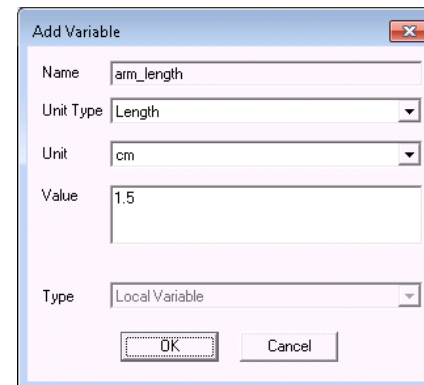 Add Variable
Name arm_length
Unit Type Length
Unit cm
Value 1.5
Type Local Variable
OK Cancel